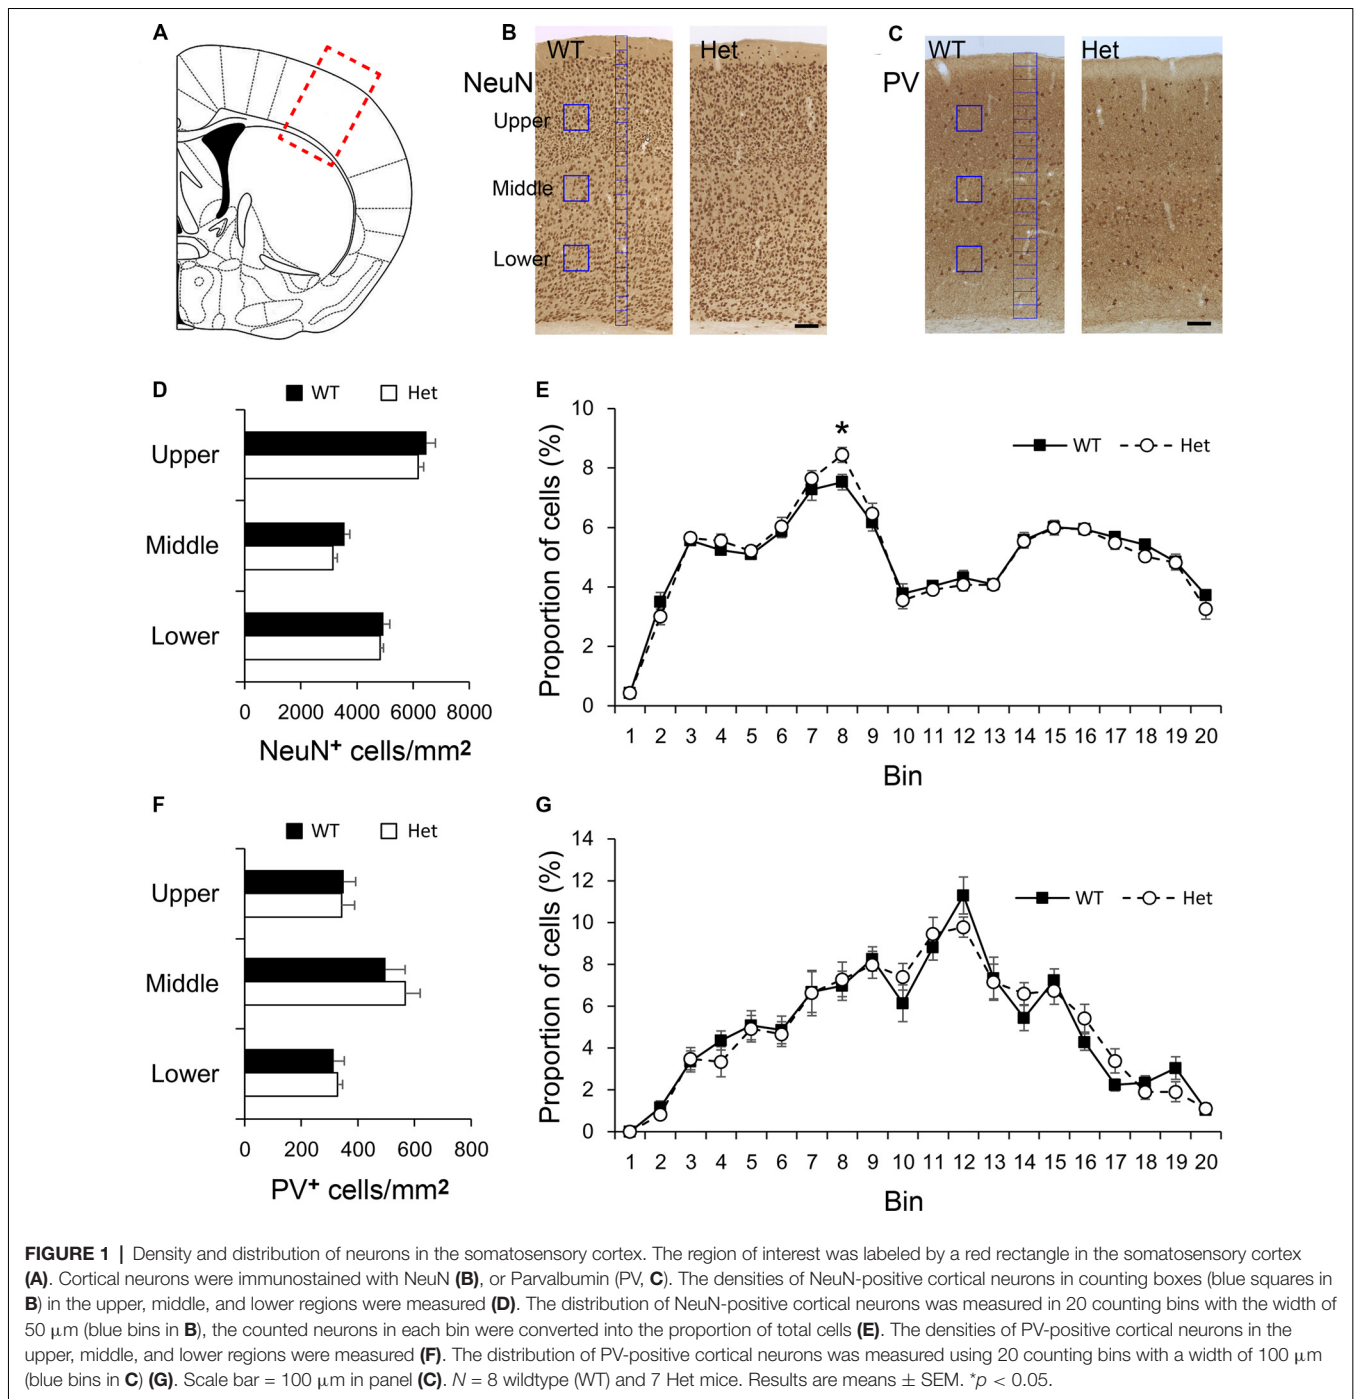 A
B
WT
Het
NeuN
Upper
Middle
Lower
C
WT
Het
PV
D
WT
Het
Upper
Middle
Lower
0 2000 4000 6000 8000
NeuN+ cells/mm2
E
Proportion of cells (%)
10
8
6
4
2
0
*
WT
Het
1 2 3 4 5 6 7 8 9 10 11 12 13 14 15 16 17 18 19 20
Bin
F
WT
Het
Upper
Middle
Lower
0 200 400 600 800
PV+ cells/mm2
G
Proportion of cells (%)
14
12
10
8
6
4
2
0
WT
Het
1 2 3 4 5 6 7 8 9 10 11 12 13 14 15 16 17 18 19 20
Bin
FIGURE 1 | Density and distribution of neurons in the somatosensory cortex. The region of interest was labeled by a red rectangle in the somatosensory cortex
(A). Cortical neurons were immunostained with NeuN (B), or Parvalbumin (PV, C). The densities of NeuN-positive cortical neurons in counting boxes (blue squares in
B) in the upper, middle, and lower regions were measured (D). The distribution of NeuN-positive cortical neurons was measured in 20 counting bins with the width of
50 μm (blue bins in B), the counted neurons in each bin were converted into the proportion of total cells (E). The densities of PV-positive cortical neurons in the
upper, middle, and lower regions were measured (F). The distribution of PV-positive cortical neurons was measured using 20 counting bins with a width of 100 μm
(blue bins in C) (G). Scale bar = 100 μm in panel (C). N = 8 wildtype (WT) and 7 Het mice. Results are means ± SEM. *p < 0.05.